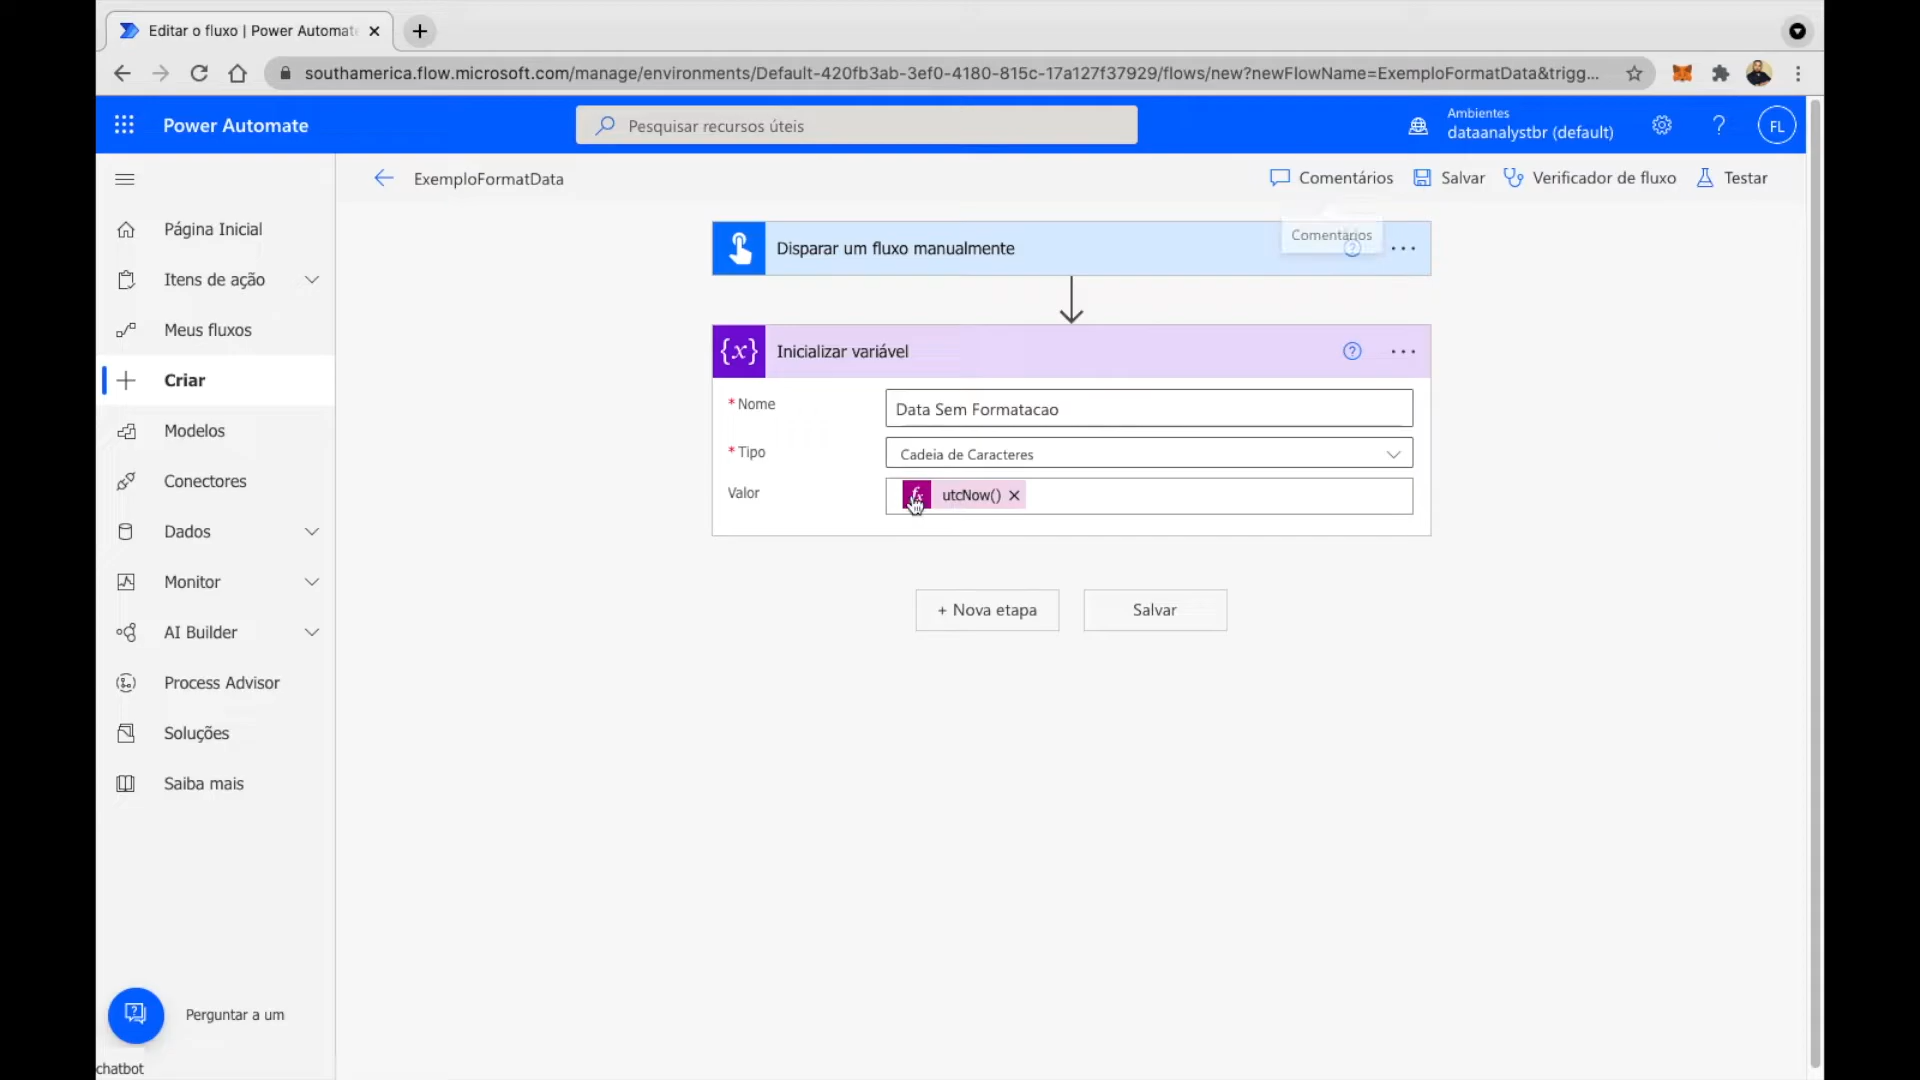 Editar o fluxo | Power Automat
southamerica.flow.microsoft.com/manage/environments/Default-420fb3ab-3ef0-4180-815c-17a127f37929/flows/new?newFlowName=ExemploFormatData&trigg...
Power Automate
Pesquisar recursos úteis
Ambientes
dataanalystbr (default)
?
FL
ExemploFormatData
Comentários
Salvar
Verificador de fluxo
Testar
Página Inicial
Itens de ação
Meus fluxos
Criar
Modelos
Conectores
Dados
Monitor
AI Builder
Process Advisor
Soluções
Saiba mais
Disparar um fluxo manualmente
Comentários
{x} Inicializar variável
* Nome
Data Sem Formatacao
* Tipo
Cadeia de Caracteres
Valor
fx utcNow()
+ Nova etapa
Salvar
Perguntar a um
chatbot